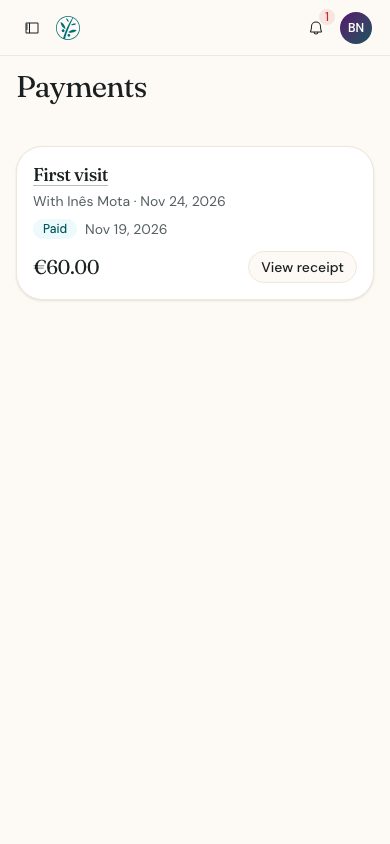 1
BN
Payments
First visit
With Inês Mota · Nov 24, 2026
Paid Nov 19, 2026
€60.00 View receipt